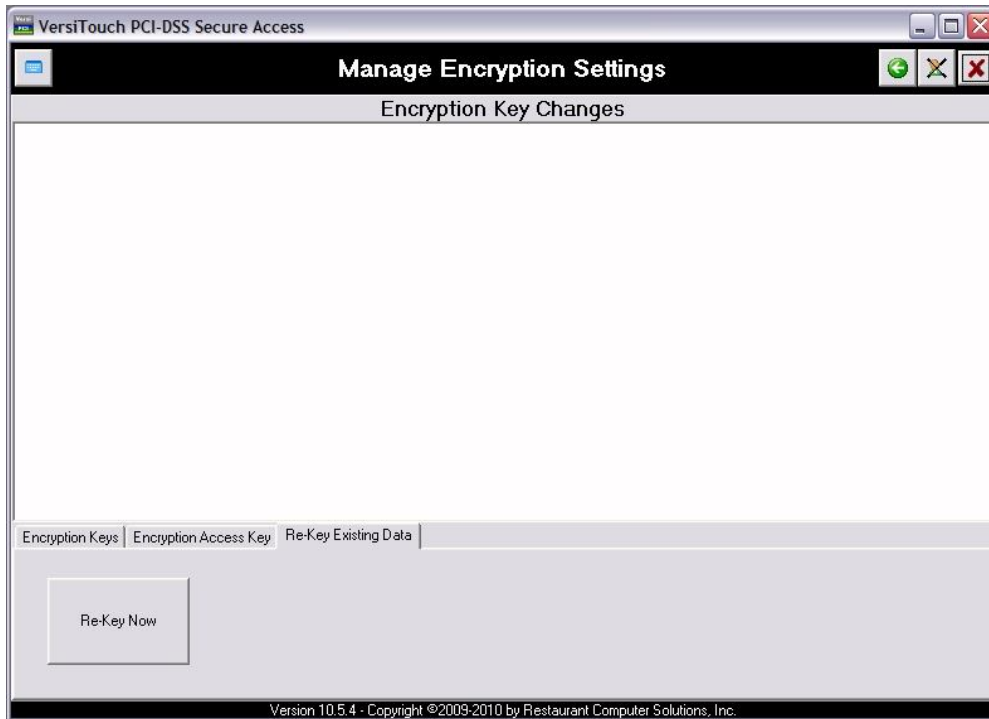 VersiTouch PCI-DSS Secure Access
Manage Encryption Settings
Encryption Key Changes
Encryption Keys Encryption Access Key Re-Key Existing Data
Re-Key Now
Version 10.5.4 - Copyright ©2009-2010 by Restaurant Computer Solutions, Inc.